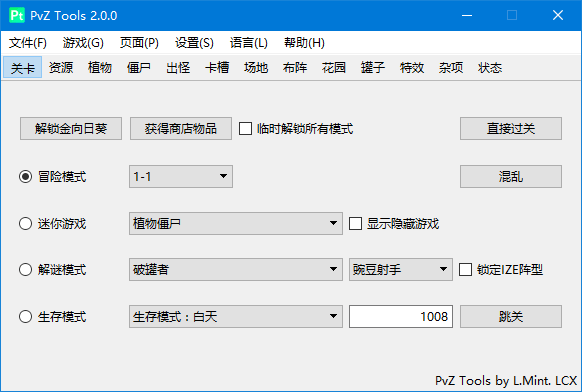 Pt PvZ Tools 2.0.0
文件(F) 游戏(G) 页面(P) 设置(S) 语言(L) 帮助(H)
关卡 资源 植物 僵尸 出怪 卡槽 场地 布阵 花园 罐子 特效 杂项 状态
解锁金向日葵 获得商店物品 临时解锁所有模式 直接过关
冒险模式 1-1 混乱
迷你游戏 植物僵尸 显示隐藏游戏
解谜模式 破罐者 豌豆射手 锁定IZE阵型
生存模式 生存模式：白天 1008 跳关
PvZ Tools by L.Mint. LCX